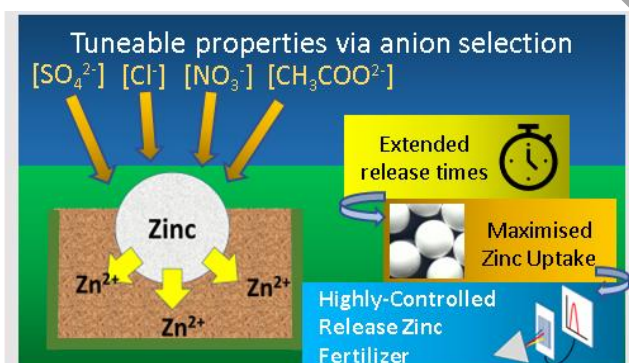 Tuneable properties via anion selection
[SO₄²⁻] [Cl⁻] [NO₃⁻] [CH₃COO²⁻]
Extended
release times
Zinc
Maximised
Zinc Uptake
Zn²⁺
Zn²⁺
Zn²⁺
Highly-Controlled
Release Zinc
Fertilizer